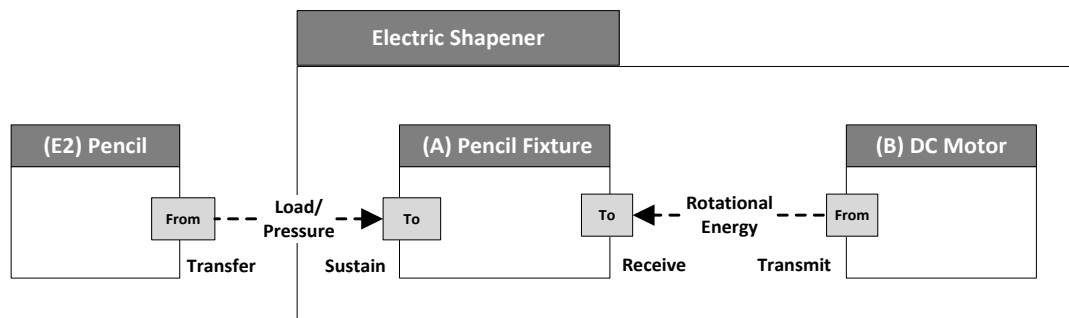 Electric Shapener
(E2) Pencil
(A) Pencil Fixture
(B) DC Motor
From
Load/
Pressure
To
To
Rotational
Energy
From
Transfer
Sustain
Receive
Transmit